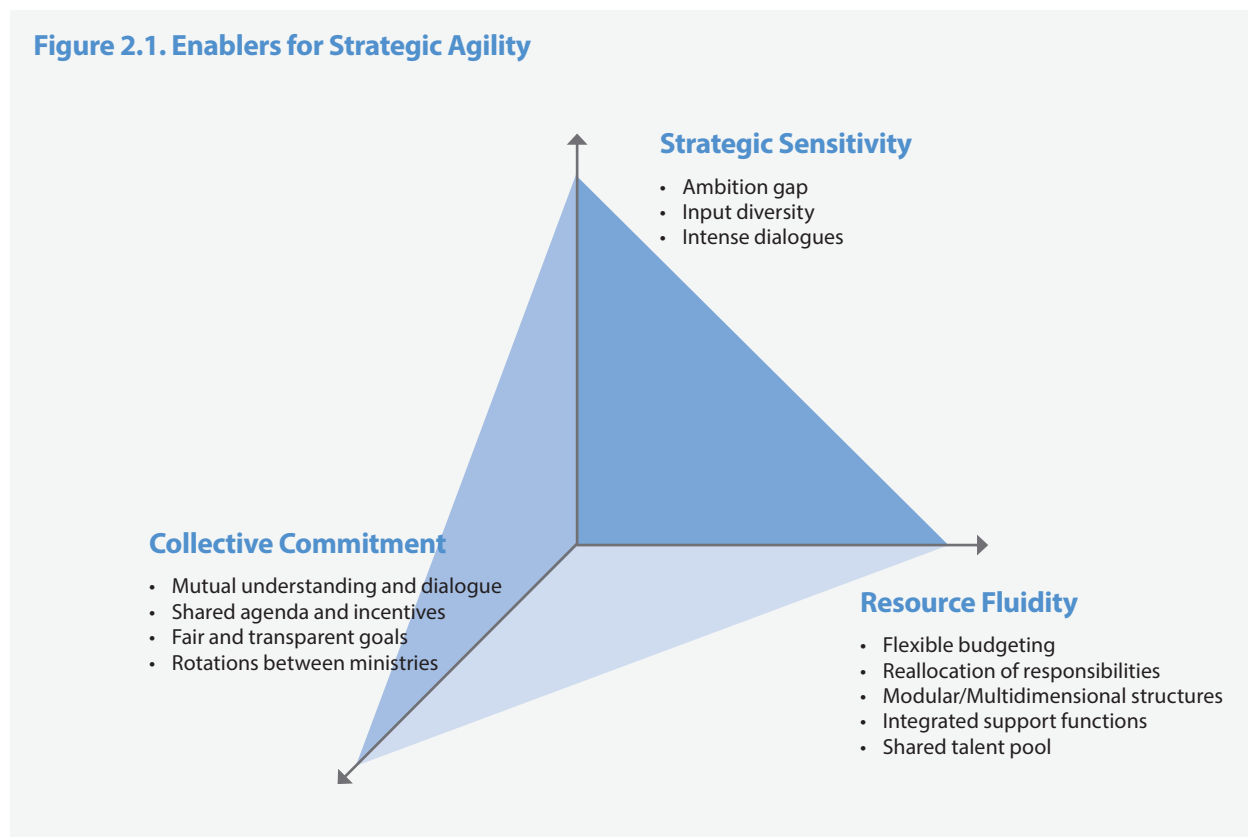 Figure 2.1. Enablers for Strategic Agility
Strategic Sensitivity
• Ambition gap
• Input diversity
• Intense dialogues
Collective Commitment
• Mutual understanding and dialogue
• Shared agenda and incentives
• Fair and transparent goals
• Rotations between ministries
Resource Fluidity
• Flexible budgeting
• Reallocation of responsibilities
• Modular/Multidimensional structures
• Integrated support functions
• Shared talent pool